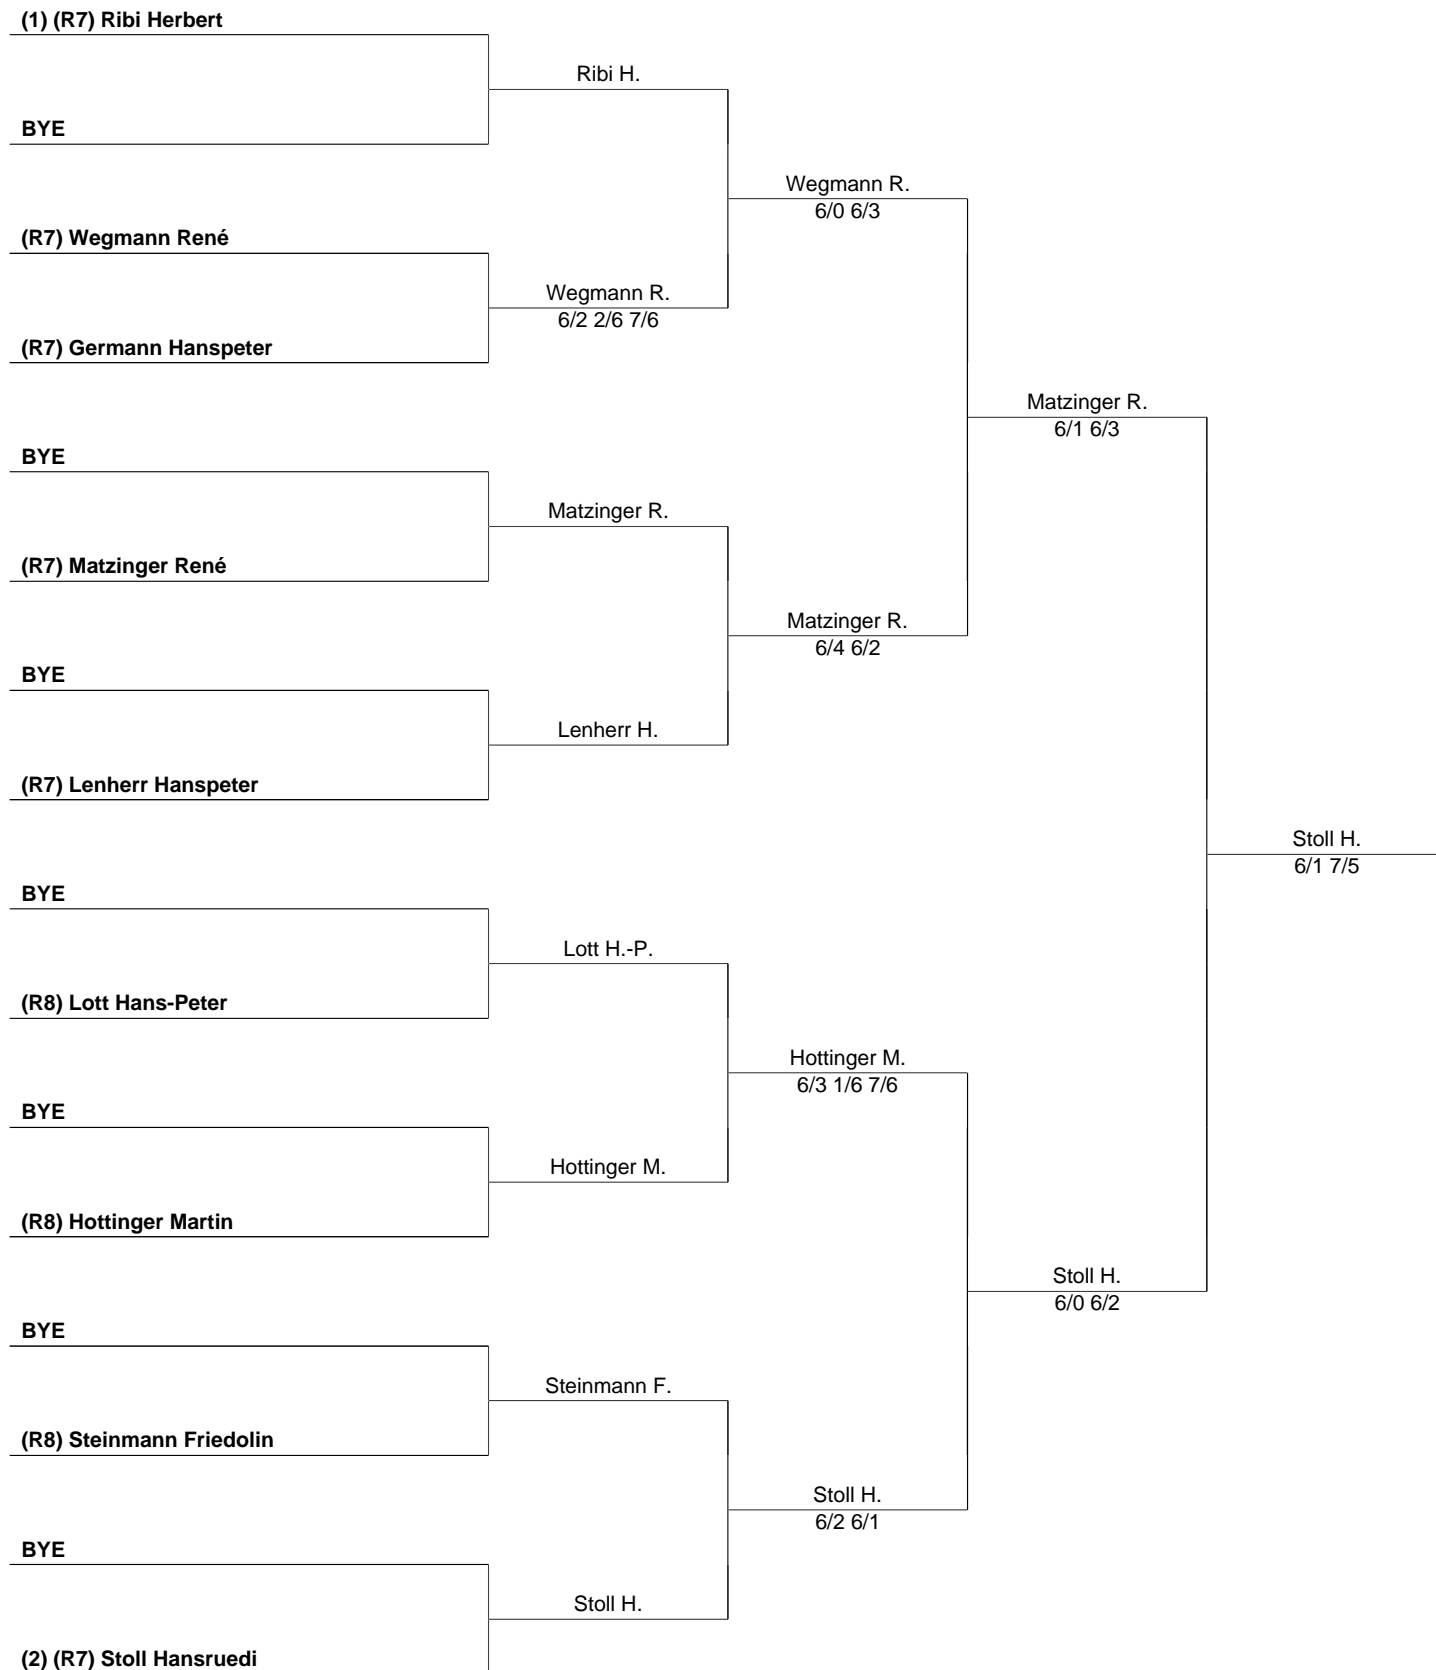 (1) (R7) Ribi Herbert
Ribi H.
BYE
Wegmann R.
6/0 6/3
(R7) Wegmann René
Wegmann R.
6/2 2/6 7/6
(R7) Germann Hanspeter
Matzinger R.
6/1 6/3
BYE
Matzinger R.
(R7) Matzinger René
Matzinger R.
6/4 6/2
BYE
Lenherr H.
(R7) Lenherr Hanspeter
Stoll H.
6/1 7/5
BYE
Lott H.-P.
(R8) Lott Hans-Peter
Hottinger M.
6/3 1/6 7/6
BYE
Hottinger M.
(R8) Hottinger Martin
Stoll H.
6/0 6/2
BYE
Steinmann F.
(R8) Steinmann Friedolin
Stoll H.
6/2 6/1
BYE
Stoll H.
(2) (R7) Stoll Hansruedi